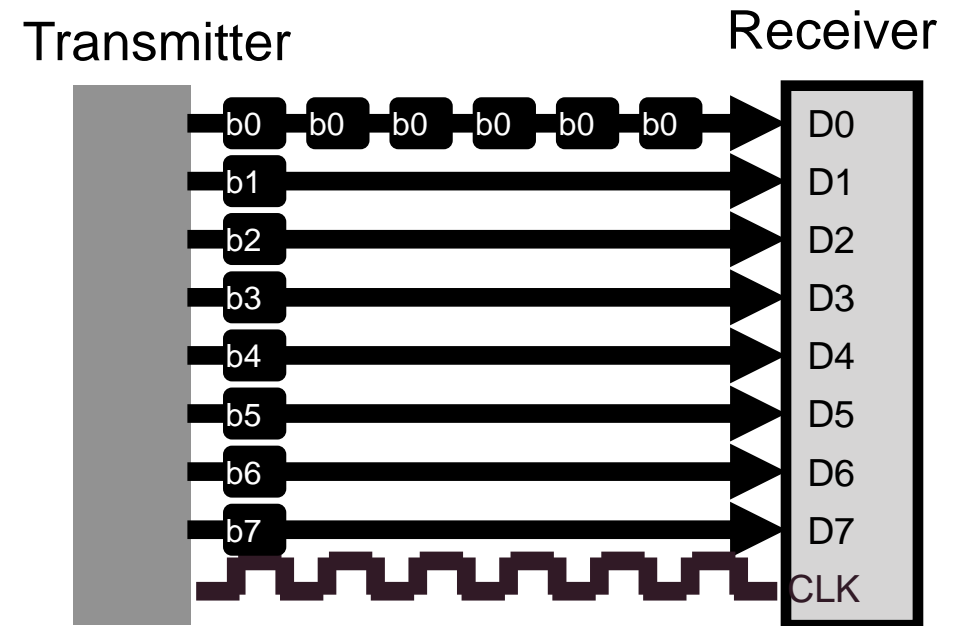 Transmitter Receiver
b0 b0 b0 b0 b0 b0 D0
b1 D1
b2 D2
b3 D3
b4 D4
b5 D5
b6 D6
b7 D7
CLK